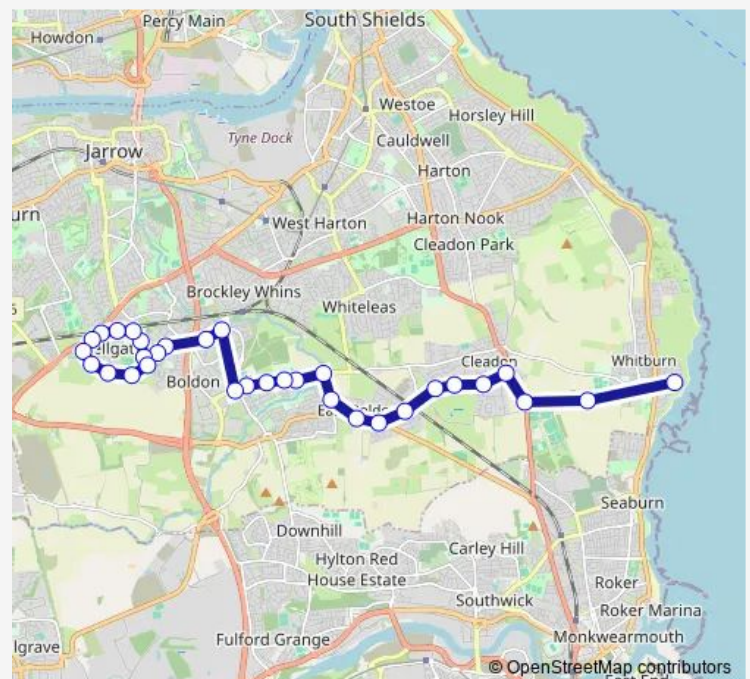 South Shields
Percy Main
Howdon
Westoe
Horsley Hill
Tyne Dock
Cauldwell
Jarrow
Harton
urn
West Harton
Harton Nook
Cleadon Park
Brockley Whins
Whiteleas
Cleadon
Whitburn
Boldon
Seaburn
Downhill
Carley Hill
Hylton Red
House Estate
Roker
Southwick
Roker Marina
Fulford Grange
Monkwearmouth
lgrave
© OpenStreetMap contributors